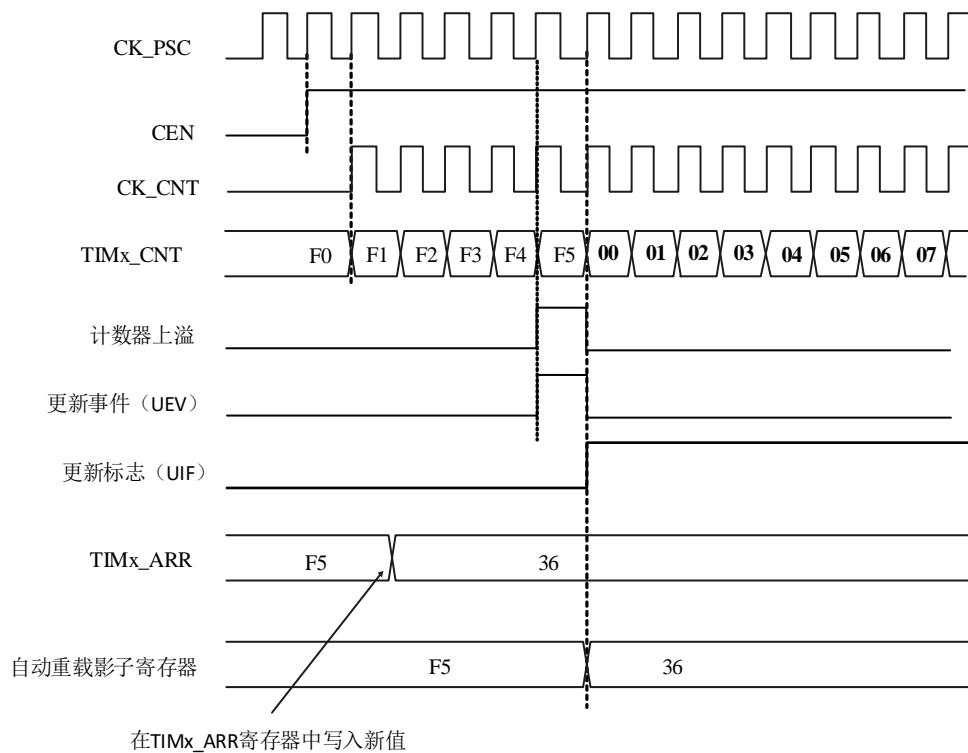 CK_PSC
CEN
CK_CNT
TIMx_CNT F0 F1 F2 F3 F4 F5 00 01 02 03 04 05 06 07
计数器上溢
更新事件（UEV）
更新标志（UIF）
TIMx_ARR F5 36
自动重载影子寄存器 F5 36
在TIMx_ARR寄存器中写入新值